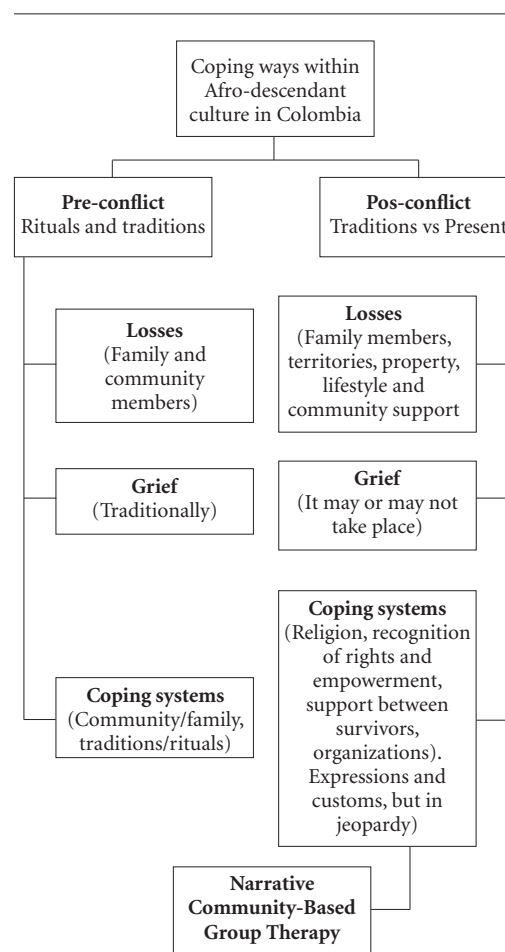 Coping ways within
Afro-descendant
culture in Colombia
Pre-conflict
Rituals and traditions
Pos-conflict
Traditions vs Present
Losses
(Family and
community
members)
Losses
(Family members,
territories, property,
lifestyle and
community support
Grief
(Traditionally)
Grief
(It may or may not
take place)
Coping systems
(Community/family,
traditions/rituals)
Coping systems
(Religion, recognition
of rights and
empowerment,
support between
survivors,
organizations).
Expressions and
customs, but in
jeopardy)
Narrative
Community-Based
Group Therapy